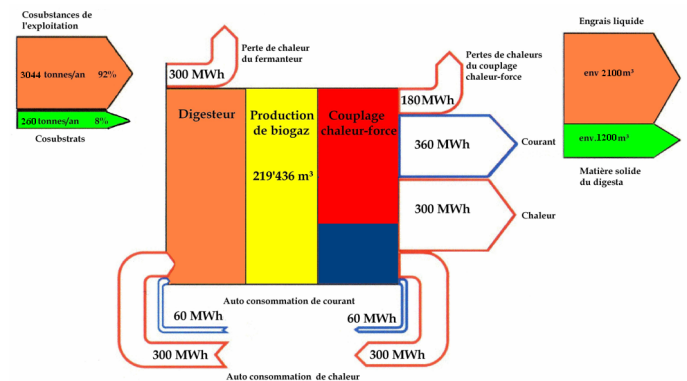 Cosubstances de
l'exploitation
3044 tonnes/an 92%
260 tonnes/an 8%
Cosubstrats
Perte de chaleur
du fermanteur
300 MWh
Digesteur
Production
de biogaz
219'436 m³
Couplage
chaleur-force
Pertes de chaleurs
du couplage
chaleur-force
180 MWh
360 MWh
Courant
300 MWh
Chaleur
Engrais liquide
env 2100m³
env.1200m³
Matière solide
du digesta
Auto consommation de courant
60 MWh
60 MWh
300 MWh
300 MWh
Auto consommation de chaleur